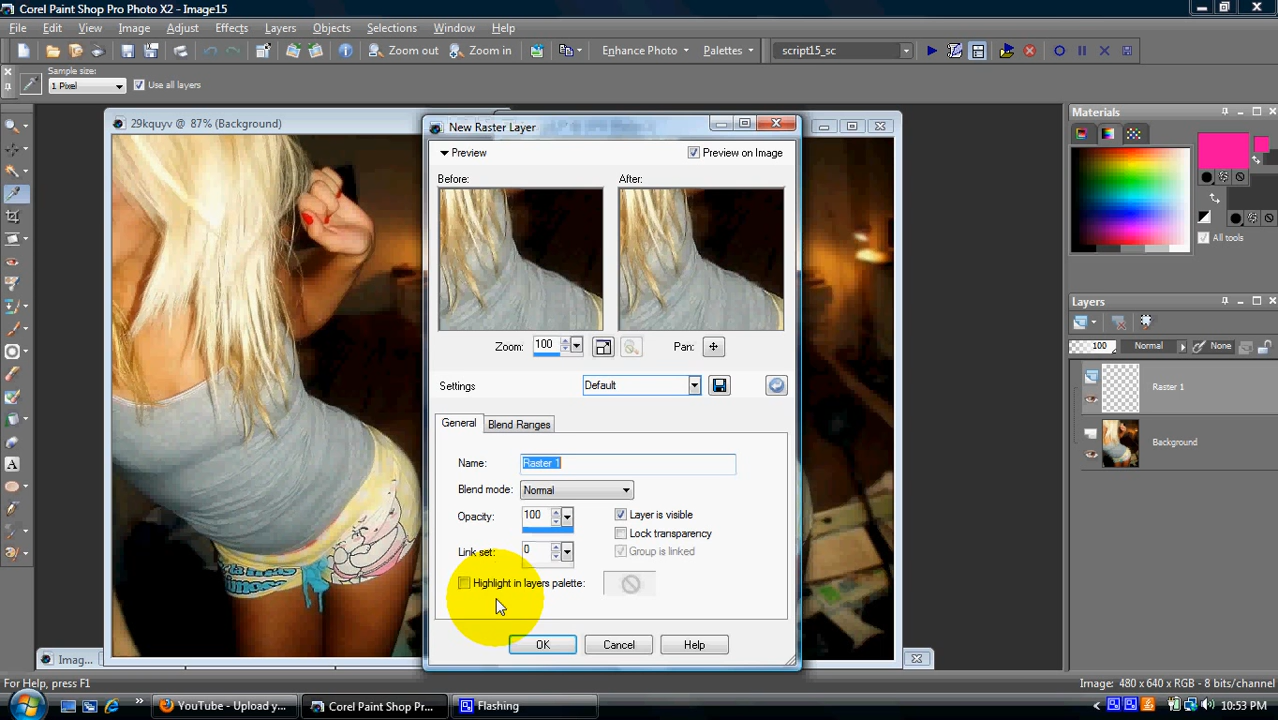 Corel Paint Shop Pro Photo X2 - Image15
File Edit View Image Adjust Effects Layers Objects Selections Window Help
Zoom out Zoom in Enhance Photo Palettes script15_sc
Sample size:
1 Pixel Use all layers
29kquyv @ 87% (Background)
New Raster Layer
Preview Preview on Image
Before: After:
Zoom: 100 Pan:
Settings Default
General Blend Ranges
Name: Raster 1
Blend mode: Normal
Opacity: 100 Layer is visible
Lock transparency
Link set: 0 Group is linked
Highlight in layers palette:
OK Cancel Help
Materials
All tools
Layers
100 Normal None
Raster 1
Background
Imag...
For Help, press F1 Image: 480 x 640 x RGB - 8 bits/channel
YouTube - Upload y... Corel Paint Shop Pr... Flashing 10:53 PM